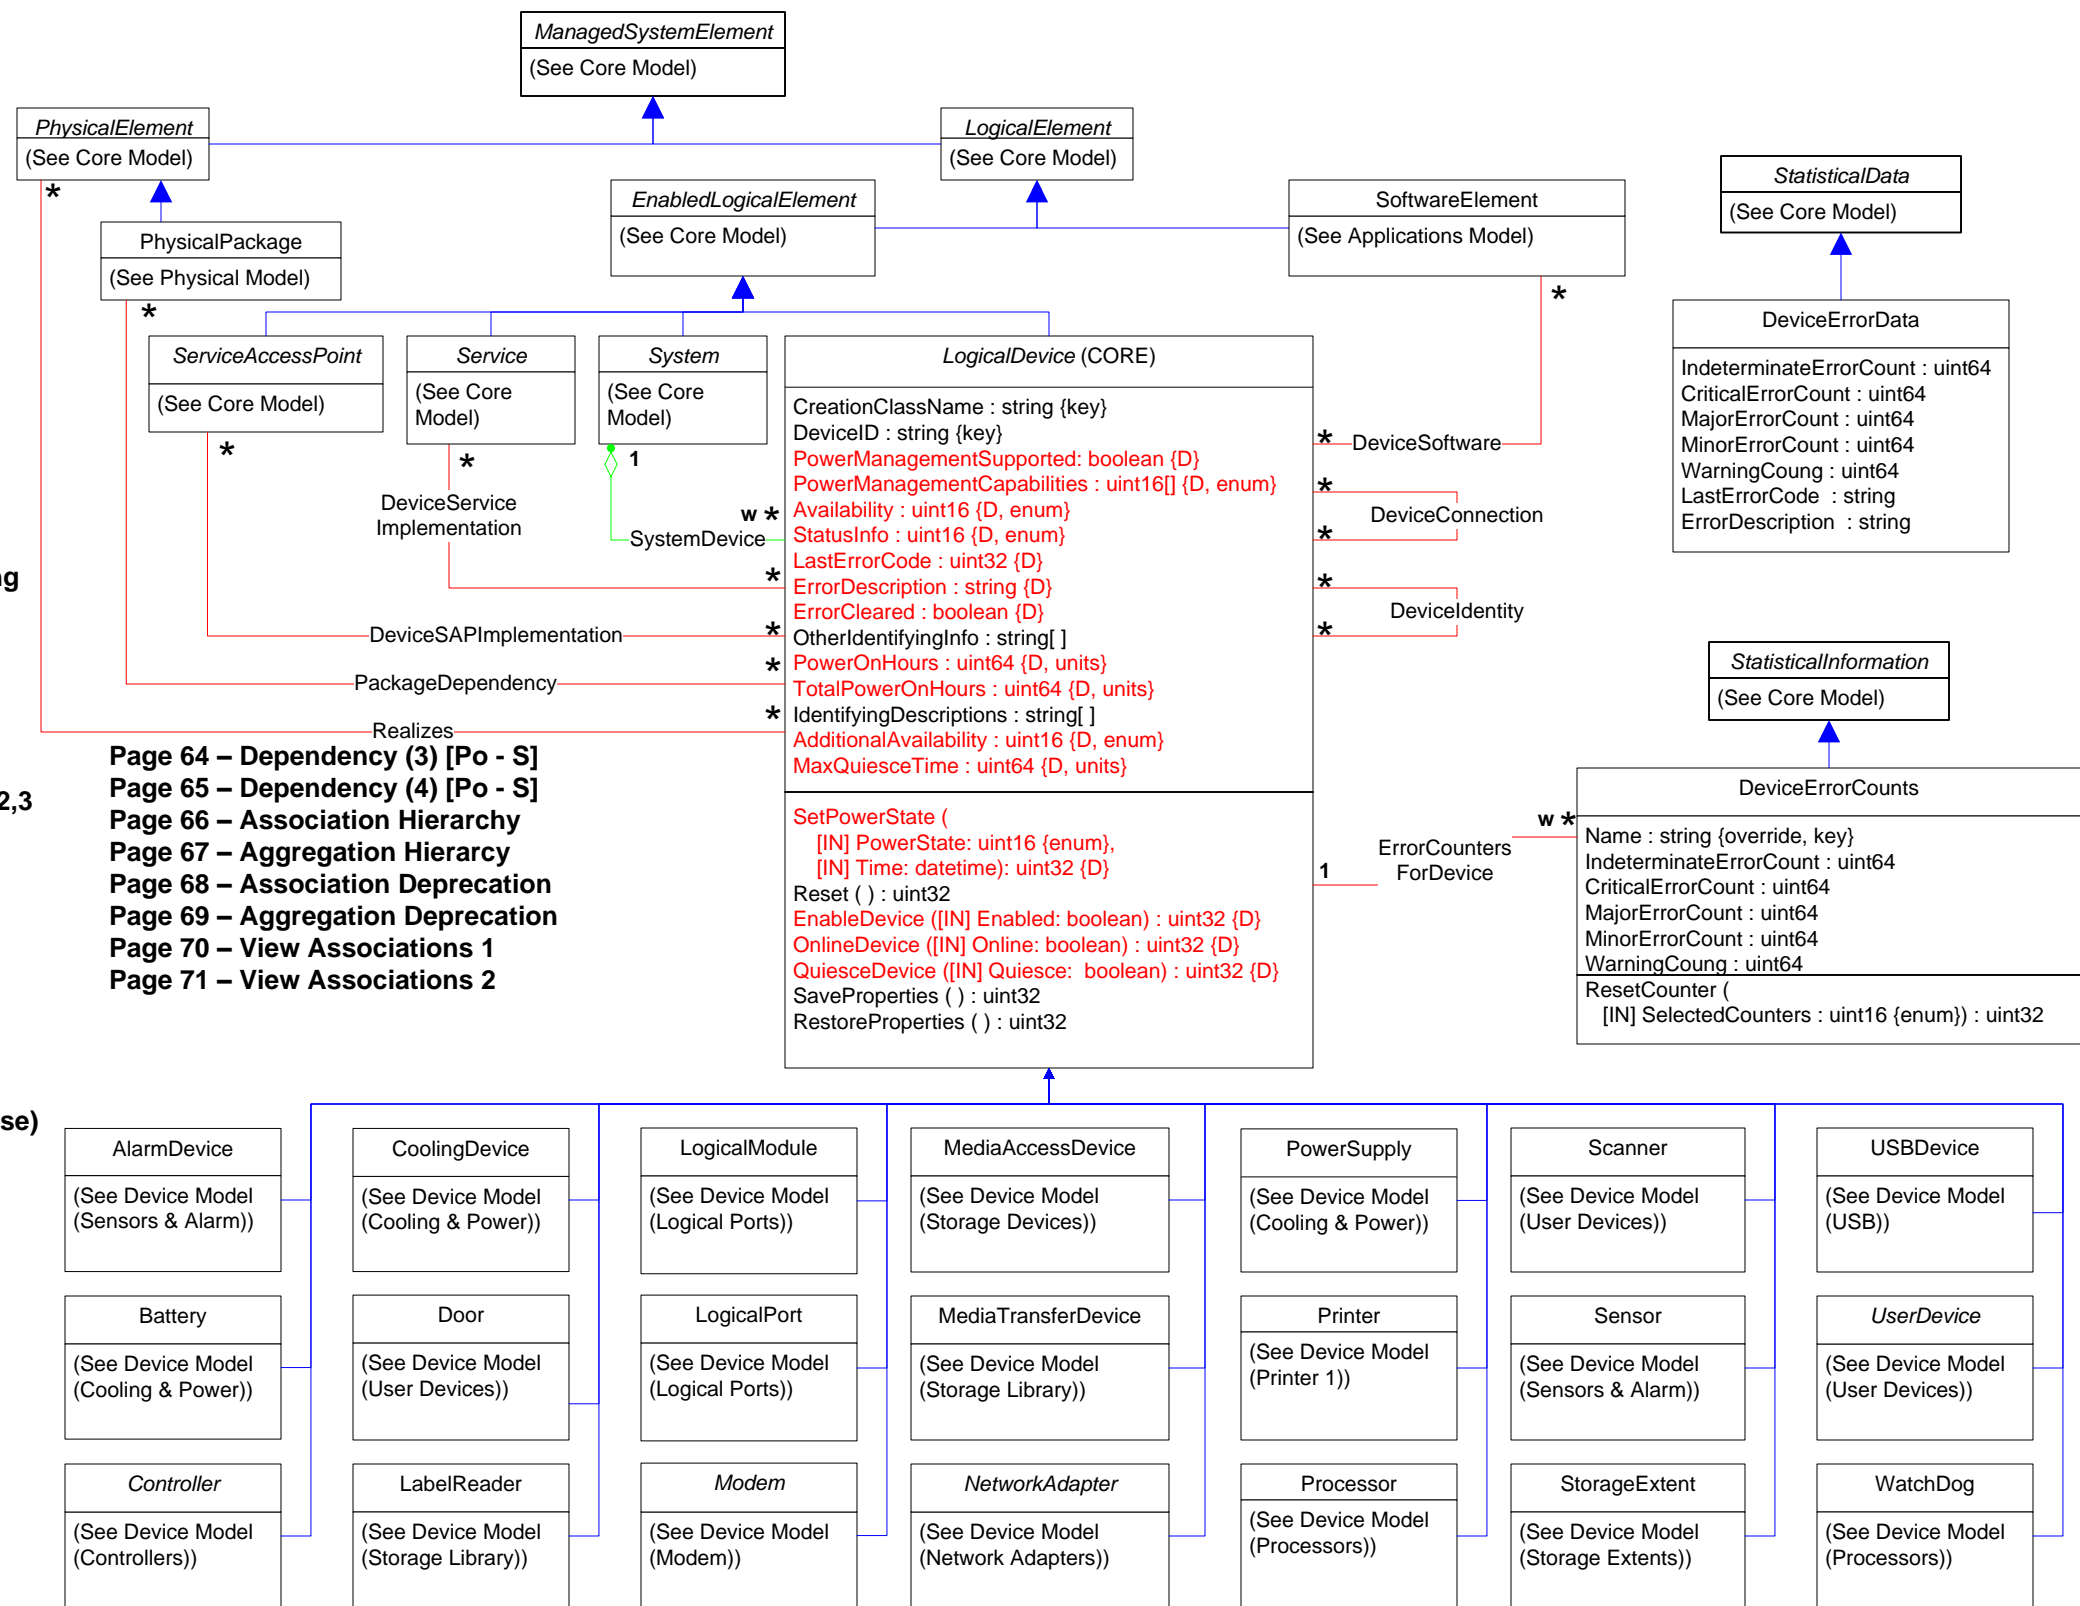 ManagedSystemElement
(See Core Model)
PhysicalElement
(See Core Model)
LogicalElement
(See Core Model)
*
EnabledLogicalElement
(See Core Model)
SoftwareElement
(See Applications Model)
StatisticalData
(See Core Model)
PhysicalPackage
(See Physical Model)
*
*
DeviceErrorData
IndeterminateErrorCount : uint64
CriticalErrorCount : uint64
MajorErrorCount : uint64
MinorErrorCount : uint64
WarningCoung : uint64
LastErrorCode : string
ErrorDescription : string
ServiceAccessPoint
(See Core Model)
*
Service
(See Core
Model)
*
System
(See Core
Model)
1
DeviceService
Implementation
w *
SystemDevice
*
DeviceSAPImplementation
*
PackageDependency
*
Realizes
*
LogicalDevice (CORE)
CreationClassName : string {key}
DeviceID : string {key}
PowerManagementSupported: boolean {D}
PowerManagementCapabilities : uint16[] {D, enum}
Availability : uint16 {D, enum}
StatusInfo : uint16 {D, enum}
LastErrorCode : uint32 {D}
ErrorDescription : string {D}
ErrorCleared : boolean {D}
OtherIdentifyingInfo : string[ ]
PowerOnHours : uint64 {D, units}
TotalPowerOnHours : uint64 {D, units}
IdentifyingDescriptions : string[ ]
AdditionalAvailability : uint16 {D, enum}
MaxQuiesceTime : uint64 {D, units}
SetPowerState (
[IN] PowerState: uint16 {enum},
[IN] Time: datetime): uint32 {D}
Reset ( ) : uint32
EnableDevice ([IN] Enabled: boolean) : uint32 {D}
OnlineDevice ([IN] Online: boolean) : uint32 {D}
QuiesceDevice ([IN] Quiesce: boolean) : uint32 {D}
SaveProperties ( ) : uint32
RestoreProperties ( ) : uint32
* DeviceSoftware
*
DeviceConnection
*
*
DeviceIdentity
*
StatisticalInformation
(See Core Model)
1
ErrorCounters
ForDevice
w *
DeviceErrorCounts
Name : string {override, key}
IndeterminateErrorCount : uint64
CriticalErrorCount : uint64
MajorErrorCount : uint64
MinorErrorCount : uint64
WarningCoung : uint64
ResetCounter (
[IN] SelectedCounters : uint16 {enum}) : uint32
ng
2,3
se)
Page 64 – Dependency (3) [Po - S]
Page 65 – Dependency (4) [Po - S]
Page 66 – Association Hierarchy
Page 67 – Aggregation Hierarcy
Page 68 – Association Deprecation
Page 69 – Aggregation Deprecation
Page 70 – View Associations 1
Page 71 – View Associations 2
AlarmDevice
(See Device Model
(Sensors & Alarm))
CoolingDevice
(See Device Model
(Cooling & Power))
LogicalModule
(See Device Model
(Logical Ports))
MediaAccessDevice
(See Device Model
(Storage Devices))
PowerSupply
(See Device Model
(Cooling & Power))
Scanner
(See Device Model
(User Devices))
USBDevice
(See Device Model
(USB))
Battery
(See Device Model
(Cooling & Power))
Door
(See Device Model
(User Devices))
LogicalPort
(See Device Model
(Logical Ports))
MediaTransferDevice
(See Device Model
(Storage Library))
Printer
(See Device Model
(Printer 1))
Sensor
(See Device Model
(Sensors & Alarm))
UserDevice
(See Device Model
(User Devices))
Controller
(See Device Model
(Controllers))
LabelReader
(See Device Model
(Storage Library))
Modem
(See Device Model
(Modem))
NetworkAdapter
(See Device Model
(Network Adapters))
Processor
(See Device Model
(Processors))
StorageExtent
(See Device Model
(Storage Extents))
WatchDog
(See Device Model
(Processors))